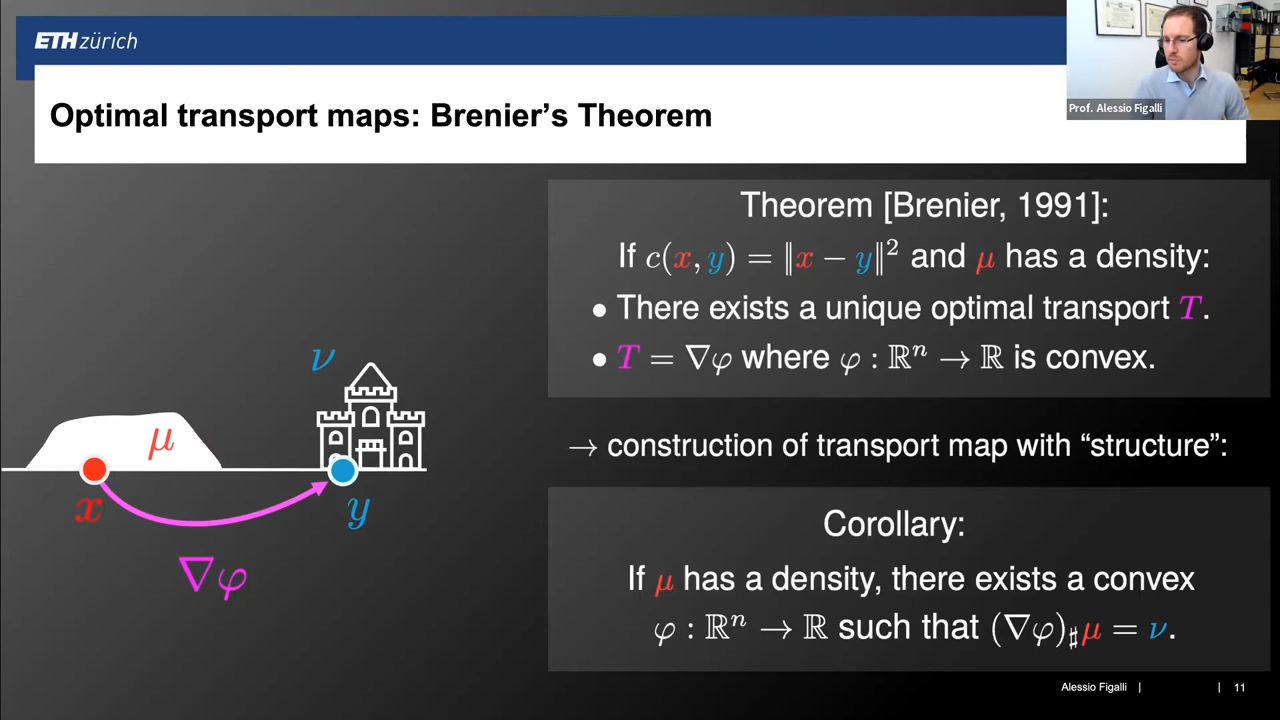 ETH zürich
Prof. Alessio Figalli
Optimal transport maps: Brenier's Theorem
Theorem [Brenier, 1991]:
If c(x, y) = ‖x − y‖² and μ has a density:
• There exists a unique optimal transport T.
• T = ∇φ where φ : ℝⁿ → ℝ is convex.
→ construction of transport map with “structure”:
Corollary:
If μ has a density, there exists a convex
φ : ℝⁿ → ℝ such that (∇φ)♯μ = ν.
ν
μ
x
y
∇φ
Alessio Figalli | | 11